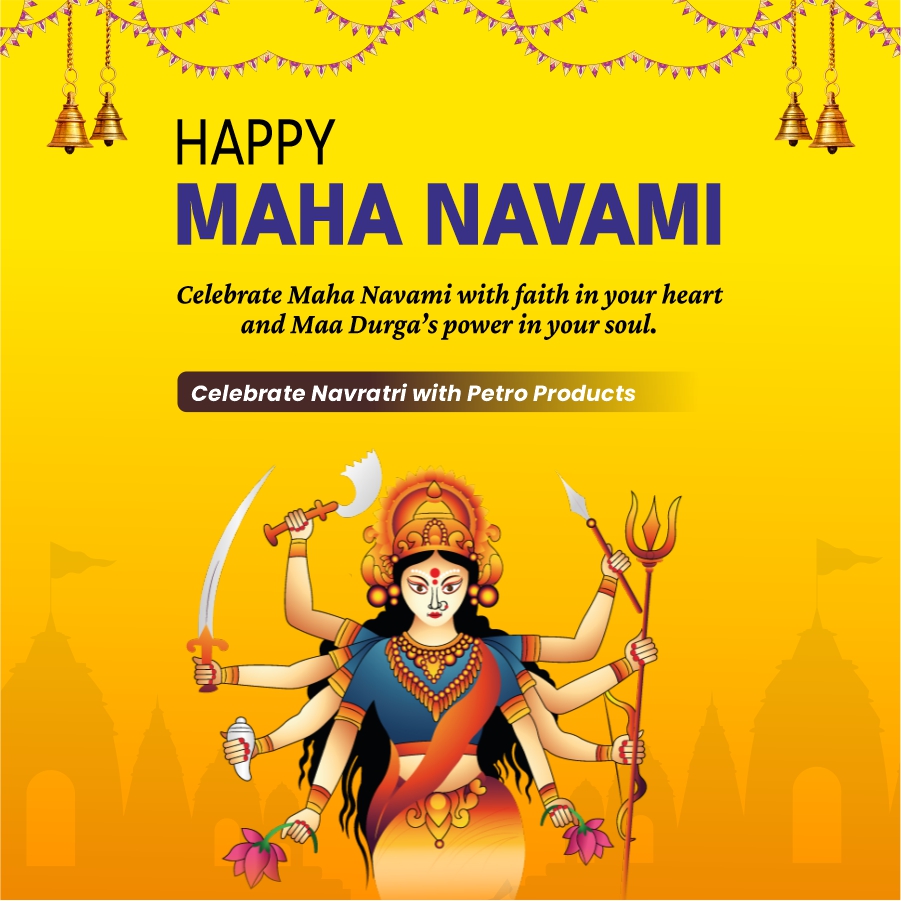 HAPPY
MAHA NAVAMI
Celebrate Maha Navami with faith in your heart
and Maa Durga’s power in your soul.
Celebrate Navratri with Petro Products